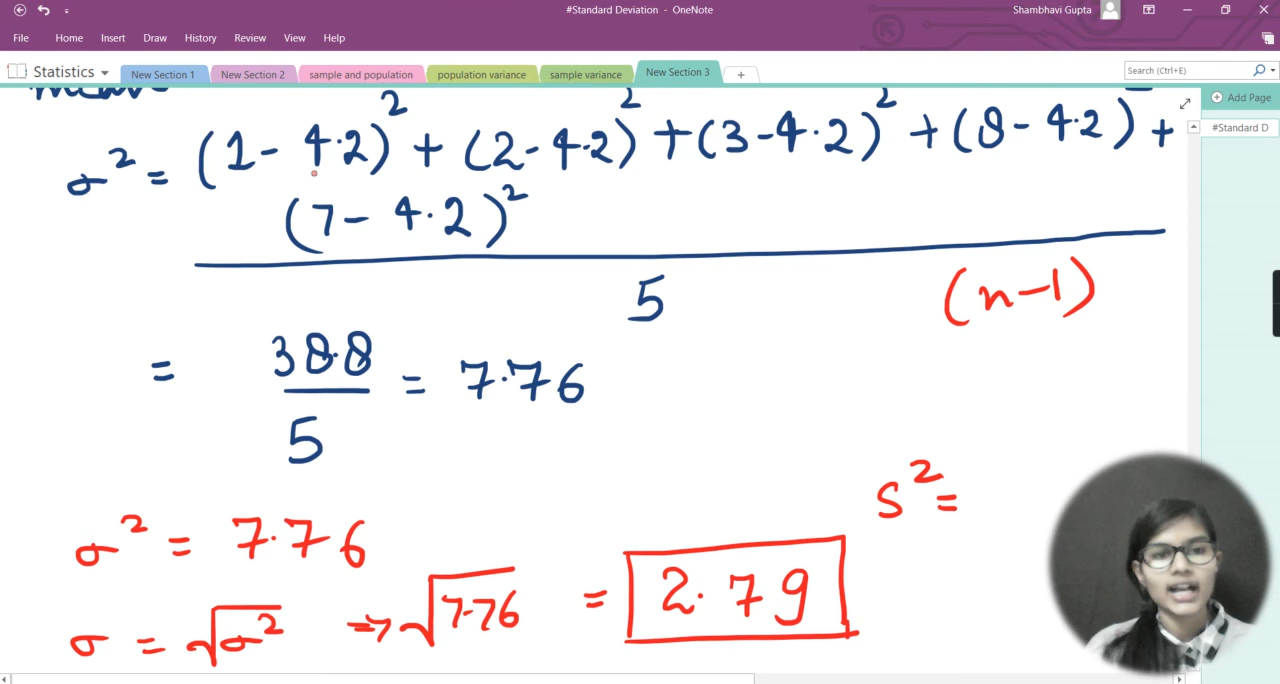 #Standard Deviation - OneNote
Shambhavi Gupta
File Home Insert Draw History Review View Help
Statistics
New Section 1 New Section 2 sample and population population variance sample variance New Section 3 +
Search (Ctrl+E)
Add Page
#Standard D
σ² = (1 - 4.2)² + (2 - 4.2)² + (3 - 4.2)² + (8 - 4.2)² +
(7 - 4.2)²
5
(n-1)
= 38.8 / 5 = 7.76
S² =
σ² = 7.76
σ = √σ² ⇒ √7.76 = 2.79